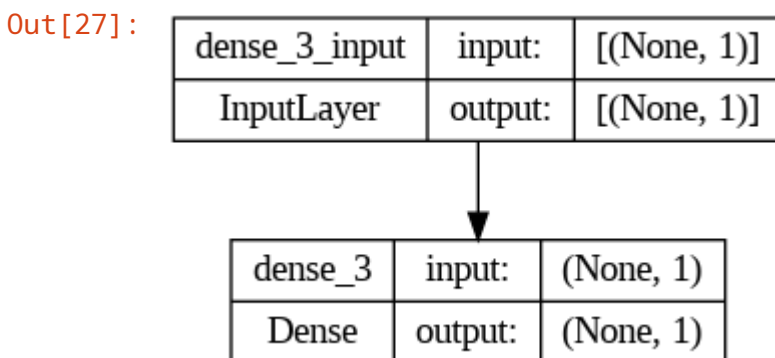 Out[27]:
dense_3_input input: [(None, 1)]
InputLayer output: [(None, 1)]
dense_3 input: (None, 1)
Dense output: (None, 1)